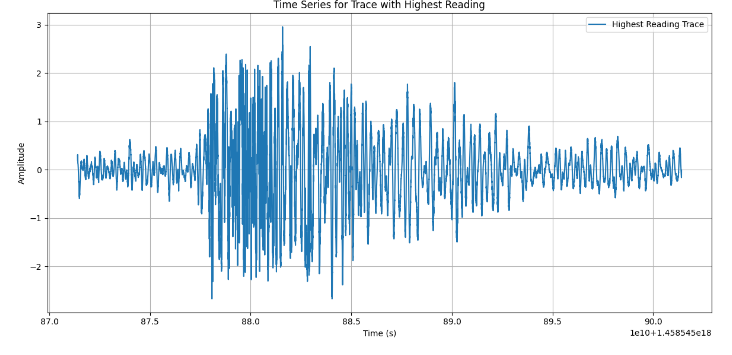 Time Series for Trace with Highest Reading
Highest Reading Trace
3
2
1
0
−1
−2
Amplitude
87.0 87.5 88.0 88.5 89.0 89.5 90.0
Time (s)
1e10+1.458545e18